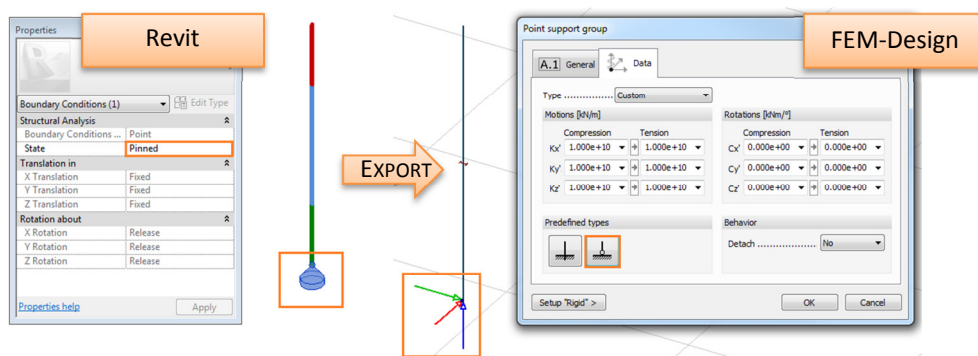 Properties
Revit
Boundary Conditions (1)
Edit Type
Structural Analysis
Boundary Conditions ... Point
State Pinned
Translation in
X Translation Fixed
Y Translation Fixed
Z Translation Fixed
Rotation about
X Rotation Release
Y Rotation Release
Z Rotation Release
Properties help
Apply
EXPORT
Point support group
FEM-Design
A.1 General Data
Type ................ Custom
Motions [kN/m]
Compression Tension
Kx' 1.000e+10 1.000e+10
Ky' 1.000e+10 1.000e+10
Kz' 1.000e+10 1.000e+10
Rotations [kNm/°]
Compression Tension
Cx' 0.000e+00 0.000e+00
Cy' 0.000e+00 0.000e+00
Cz' 0.000e+00 0.000e+00
Predefined types
Behavior
Detach ................... No
Setup "Rigid" >
OK
Cancel